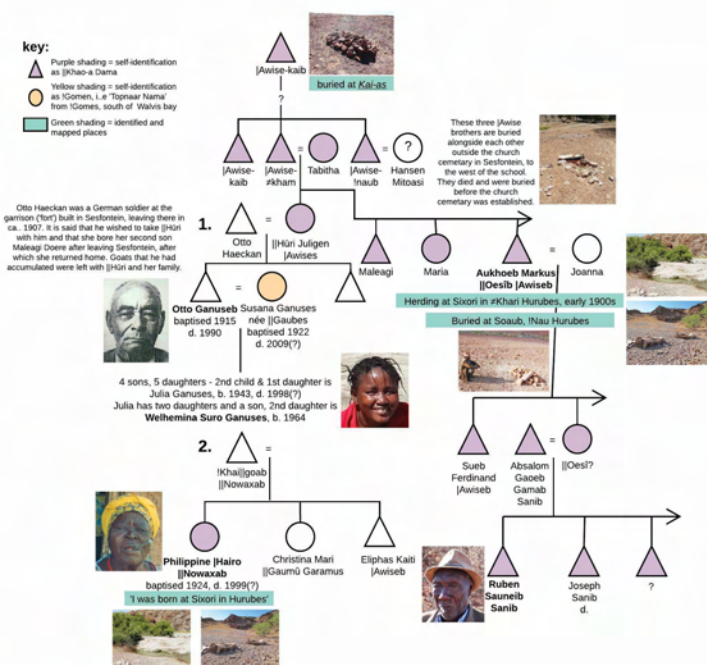 key:
Purple shading = self-identification
as ||Khao-a Dama
Yellow shading = self-identification
as !Gomen, i..e 'Topnaar Nama'
from !Gomes, south of Walvis bay
Green shading = identified and
mapped places
|Awise-kaib
buried at Kai-as
?
|Awise-
kaib
|Awise-
≠kham
=
Tabitha
|Awise-
!naub
=
?
Hansen
Mitoasi
These three |Awise
brothers are buried
alongside each other
outside the church
cemetary in Sesfontein, to
the west of the school.
They died and were buried
before the church
cemetary was established.
Otto Haeckan was a German soldier at the
garrison ('fort') built in Sesfontein, leaving there in
ca.. 1907. It is said that he wished to take ||Hūri
with him and that she bore her second son
Maleagi Doere after leaving Sesfontein, after
which she returned home. Goats that he had
accumulated were left with ||Hūri and her family.
1.
Otto
Haeckan
=
||Hūri Juligen
|Awises
Maleagi
Maria
Aukhoeb Markus
||Oesîb |Awiseb
=
Joanna
Herding at Sixori in ≠Khari Hurubes, early 1900s
Buried at Soaub, !Nau Hurubes
Otto Ganuseb
baptised 1915
d. 1990
=
Susana Ganuses
née ||Gaubes
baptised 1922
d. 2009(?)
4 sons, 5 daughters - 2nd child & 1st daughter is
Julia Ganuses, b. 1943, d. 1998(?)
Julia has two daughters and a son, 2nd daughter is
Welhemina Suro Ganuses, b. 1964
2.
!Khai||goab
||Nowaxab
=
Sueb
Ferdinand
|Awiseb
Absalom
Gaoeb
Gamab
Sanib
=
||Oesî?
Philippine |Hairo
||Nowaxab
baptised 1924, d. 1999(?)
'I was born at Sixori in Hurubes'
Christina Mari
||Gaumû Garamus
Eliphas Kaiti
|Awiseb
Ruben
Sauneib
Sanib
Joseph
Sanib
d.
?